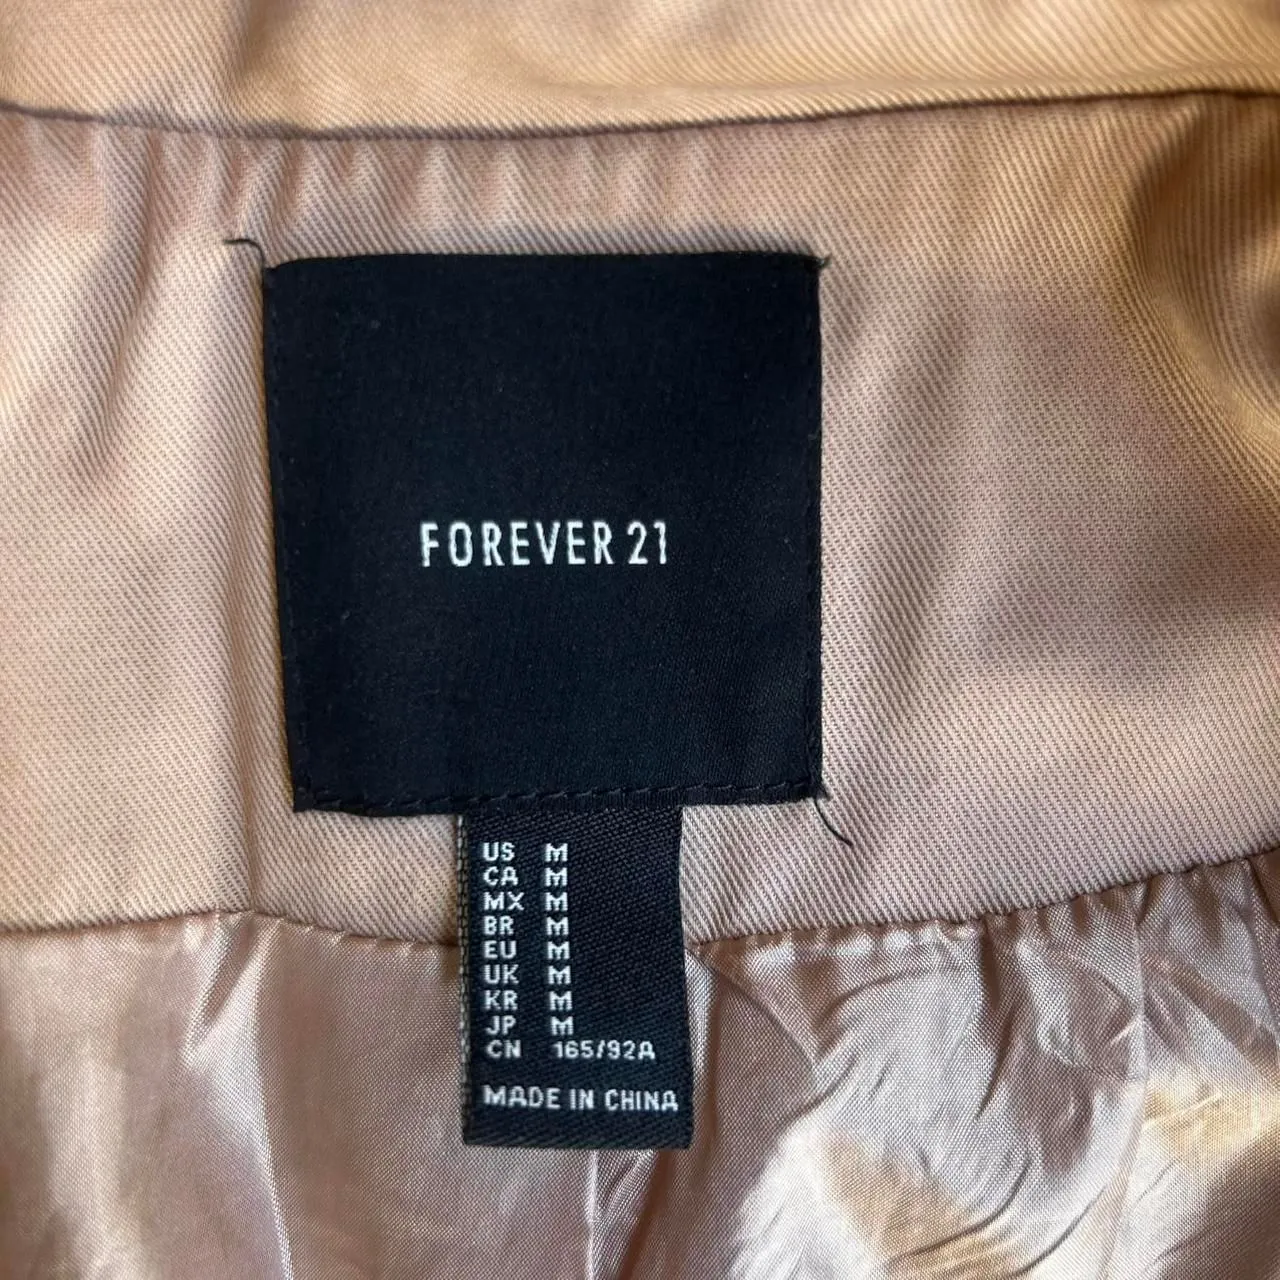 FOREVER 21
US M
CA M
MX M
BR M
EU M
UK M
KR M
JP M
CN 165/92A
MADE IN CHINA